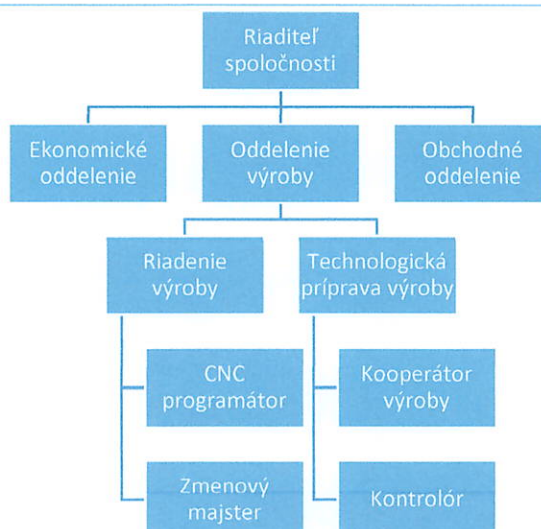 Riaditeľ
spoločnosti
Ekonomické
oddelenie
Oddelenie
výroby
Obchodné
oddelenie
Riadenie
výroby
Technologická
príprava výroby
CNC
programátor
Kooperátor
výroby
Zmenový
majster
Kontrolór